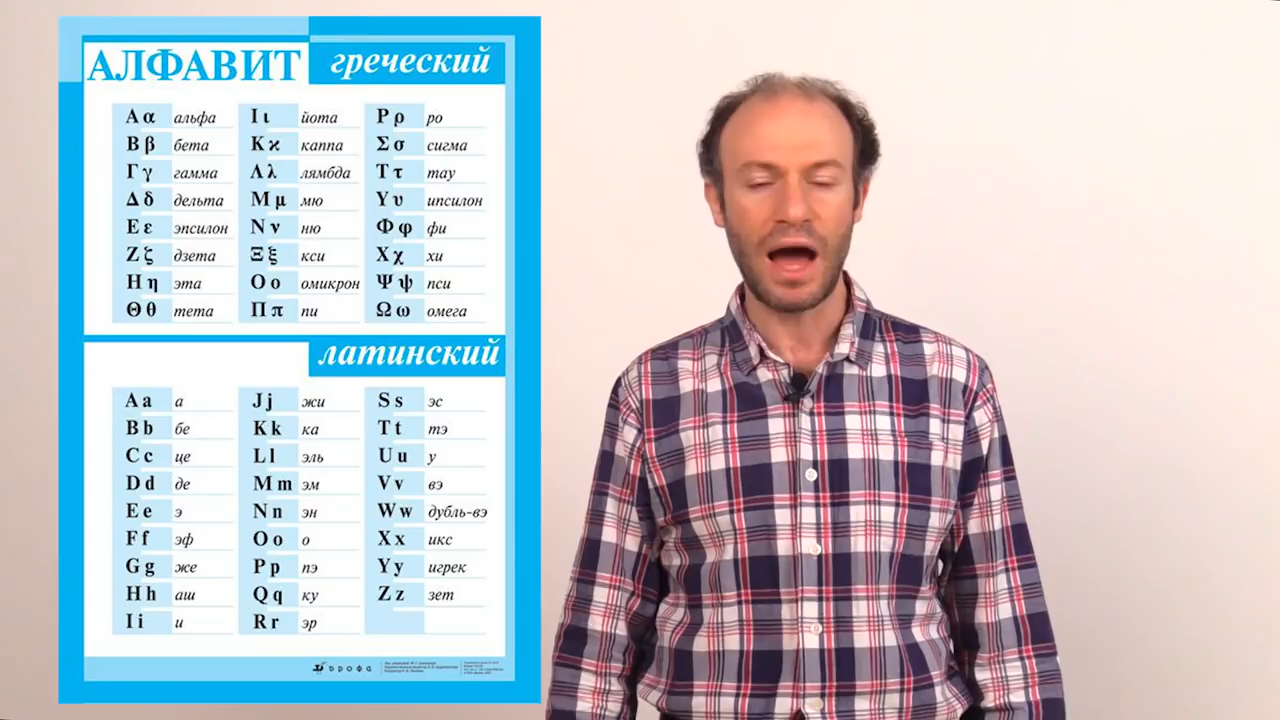 АЛФАВИТ греческий
Α α альфа Ι ι йота Ρ ρ ро
Β β бета Κ ϰ каппа Σ σ сигма
Γ γ гамма Λ λ лямбда Τ τ тау
Δ δ дельта Μ μ мю Υ υ ипсилон
Ε ε эпсилон Ν ν ню Φ φ фи
Ζ ζ дзета Ξ ξ кси Χ χ хи
Η η эта Ο ο омикрон Ψ ψ пси
Θ θ тета Π π пи Ω ω омега
латинский
A a а J j жи S s эс
B b бе K k ка T t тэ
C c це L l эль U u у
D d де M m эм V v вэ
E e э N n эн W w дубль-вэ
F f эф O o о X x икс
G g же P p пэ Y y игрек
H h аш Q q ку Z z зет
I i и R r эр
дрофа